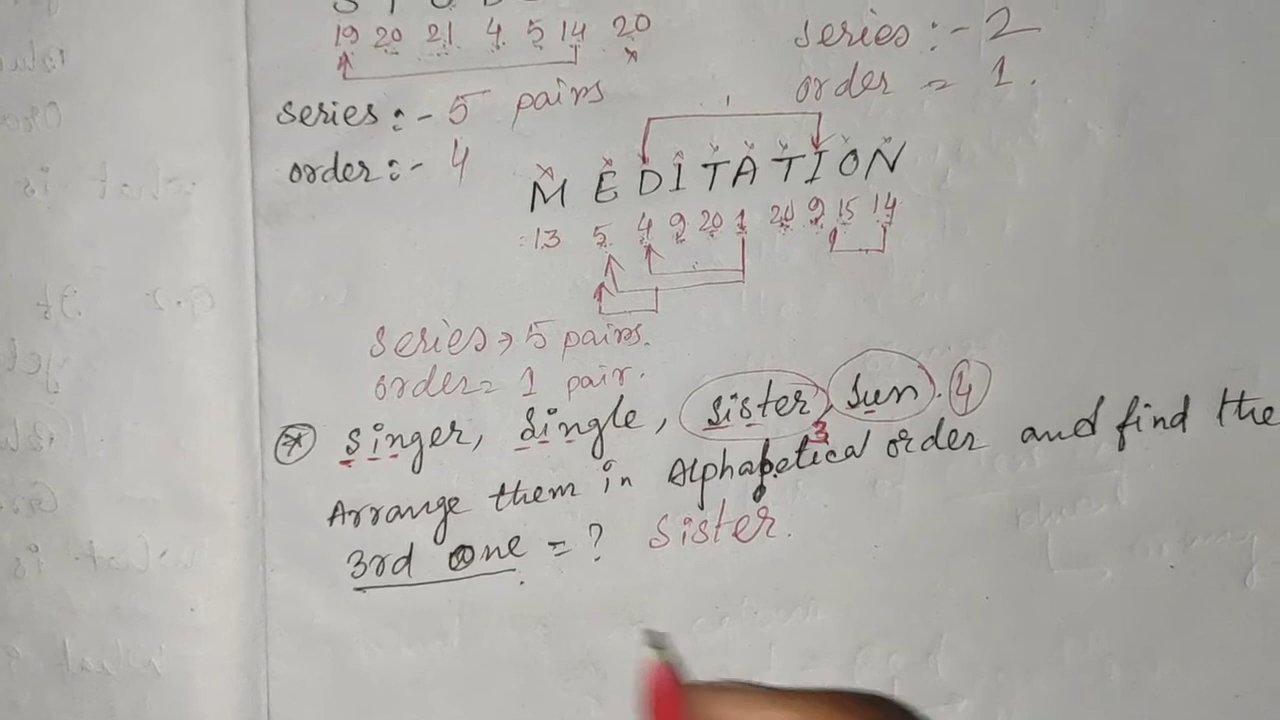 19 20 21 4 5 14 20
series :- 2
order = 1.
series :- 5 pairs
order :- 4
MEDITATION
13 5 4 9 20 1 20 9 15 14
series → 5 pairs.
order = 1 pair.
* singer, single, sister, sun. 4
3
Arrange them in Alphabetical order and find the
3rd one = ? sister.